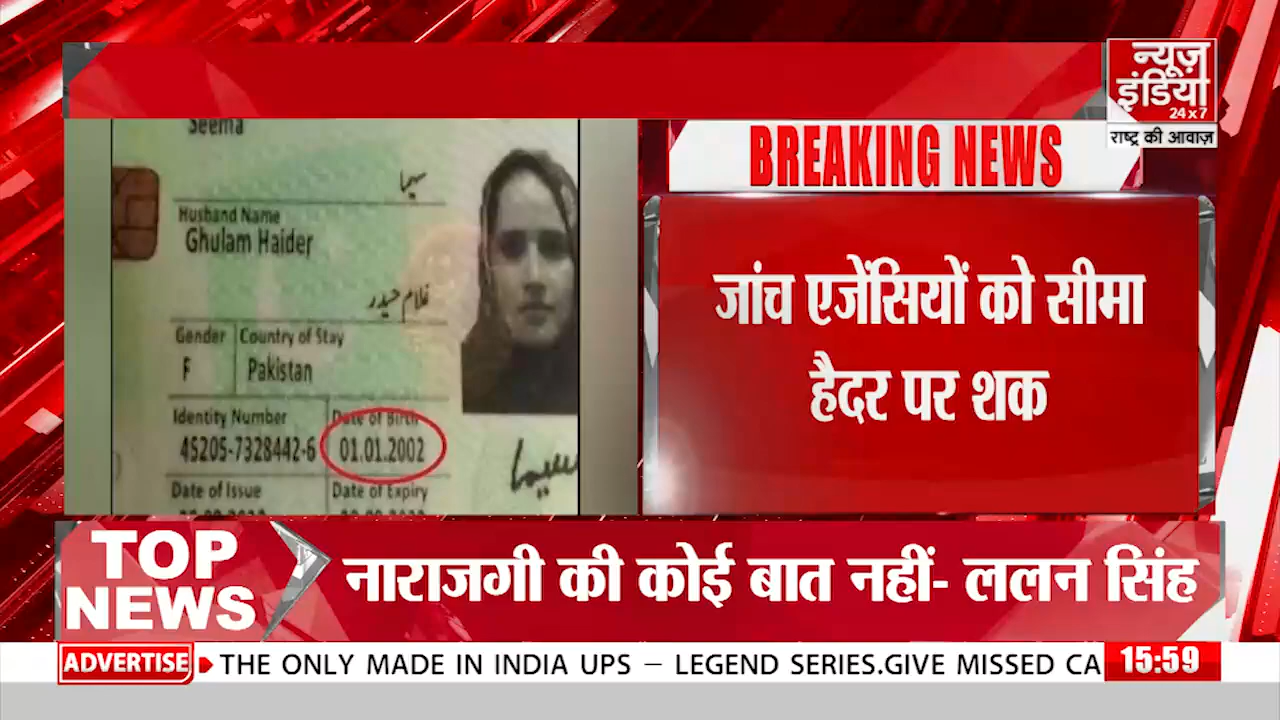 न्यूज़
इंडिया
24x7
राष्ट्र की आवाज़
Seema
سیما
Husband Name
Ghulam Haider
غلام حیدر
Gender Country of Stay
F Pakistan
Identity Number Date of Birth
45205-7328442-6 01.01.2002
Date of Issue Date of Expiry
BREAKING NEWS
जांच एजेंसियों को सीमा
हैदर पर शक
TOP
NEWS
नाराजगी की कोई बात नहीं- ललन सिंह
ADVERTISE THE ONLY MADE IN INDIA UPS – LEGEND SERIES.GIVE MISSED CA
15:59